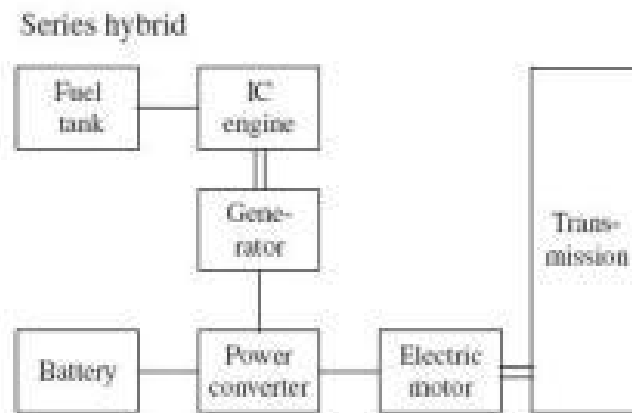 Series hybrid
Fuel
tank
IC
engine
Gene-
rator
Trans-
mission
Battery
Power
converter
Electric
motor